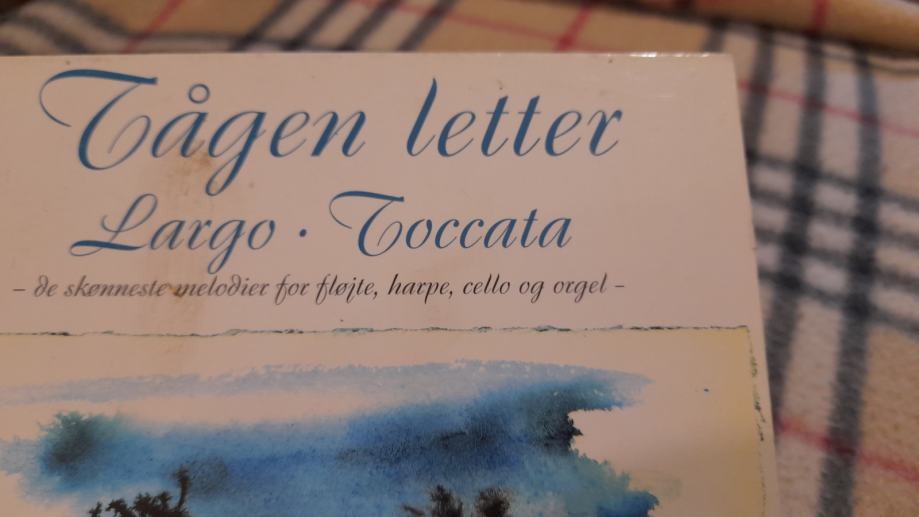 Tågen letter
Largo · Toccata
– de skønneste melodier for fløjte, harpe, cello og orgel –